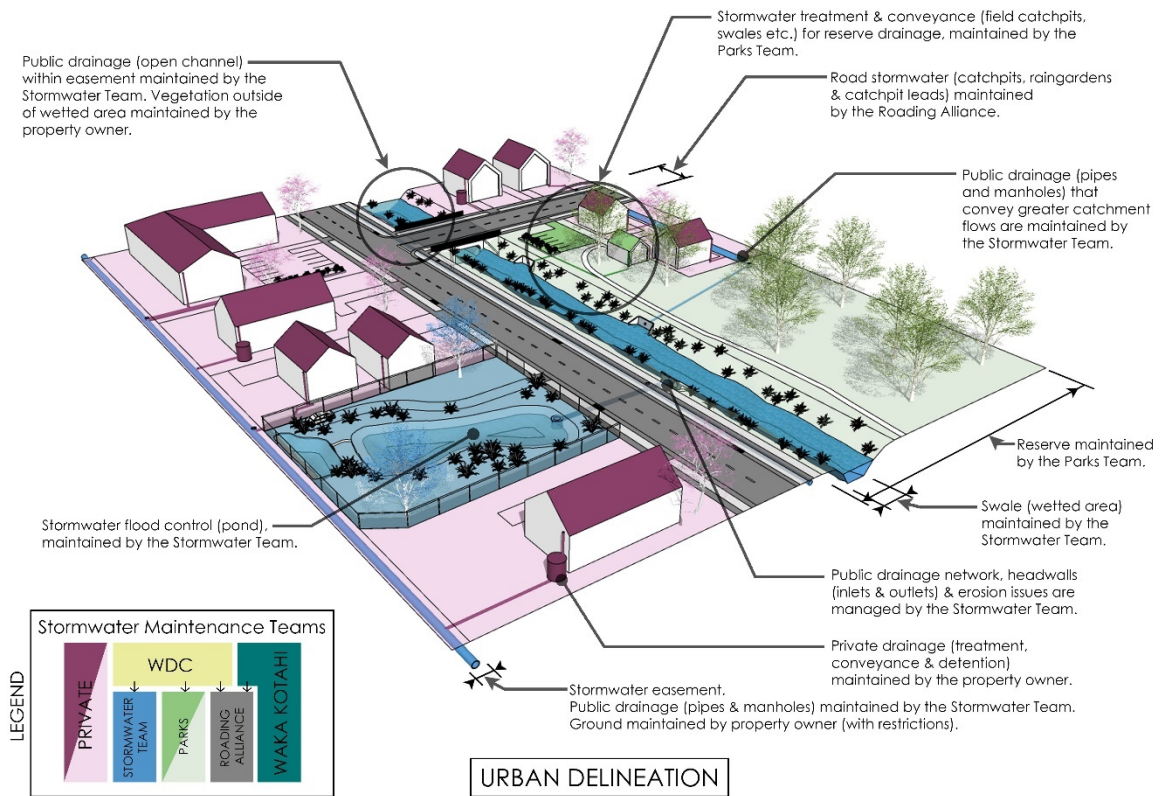 Stormwater treatment & conveyance (field catchpits,
swales etc.) for reserve drainage, maintained by the
Parks Team.
Public drainage (open channel)
within easement maintained by the
Stormwater Team. Vegetation outside
of wetted area maintained by the
property owner.
Road stormwater (catchpits, raingardens
& catchpit leads) maintained
by the Roading Alliance.
Public drainage (pipes
and manholes) that
convey greater catchment
flows are maintained by
the Stormwater Team.
Reserve maintained
by the Parks Team.
Swale (wetted area)
maintained by the
Stormwater Team.
Stormwater flood control (pond),
maintained by the Stormwater Team.
Public drainage network, headwalls
(inlets & outlets) & erosion issues are
managed by the Stormwater Team.
Private drainage (treatment,
conveyance & detention)
maintained by the property owner.
Stormwater easement,
Public drainage (pipes & manholes) maintained by the Stormwater Team.
Ground maintained by property owner (with restrictions).
LEGEND
Stormwater Maintenance Teams
PRIVATE
WDC
STORMWATER
TEAM
PARKS
ROADING
ALLIANCE
WAKA KOTAHI
URBAN DELINEATION